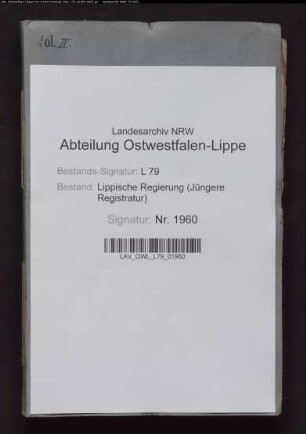 Vol. II.
Landesarchiv NRW
Abteilung Ostwestfalen-Lippe
Bestands-Signatur: L 79
Bestand: Lippische Regierung (Jüngere
Registratur)
Signatur: Nr. 1960
LAV_OWL_L79_01960